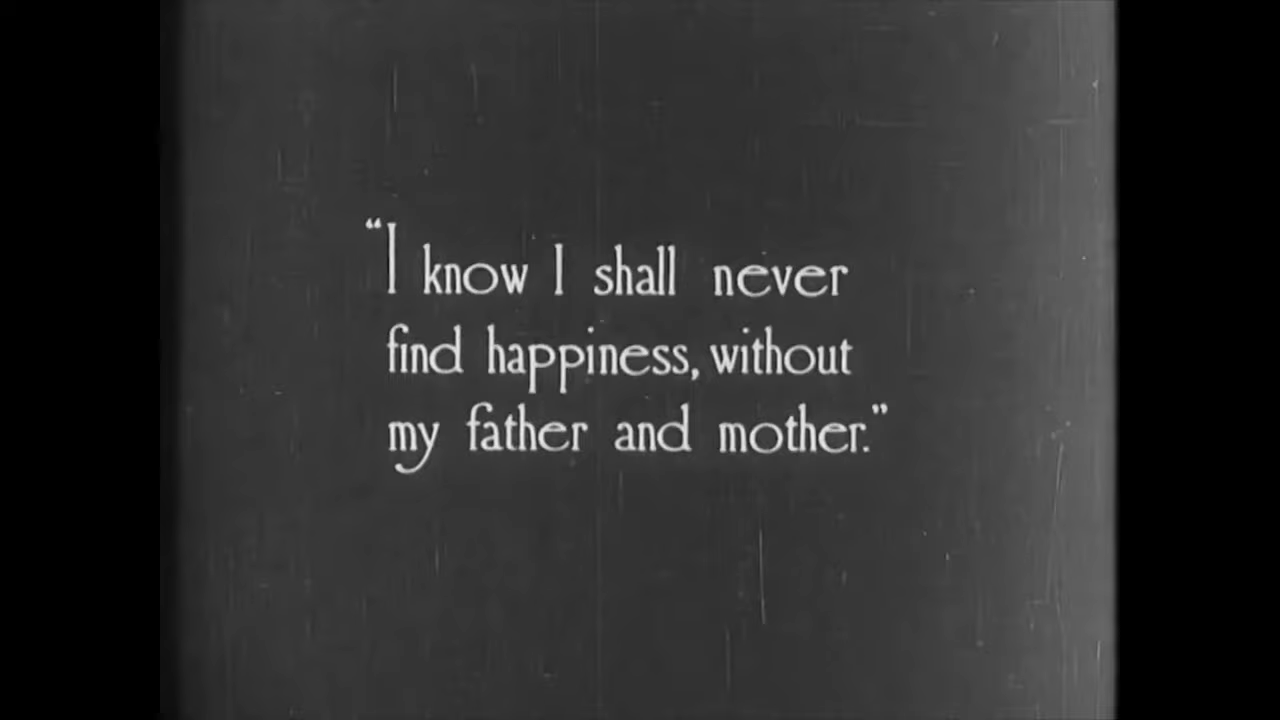 “I know I shall never
find happiness, without
my father and mother.”